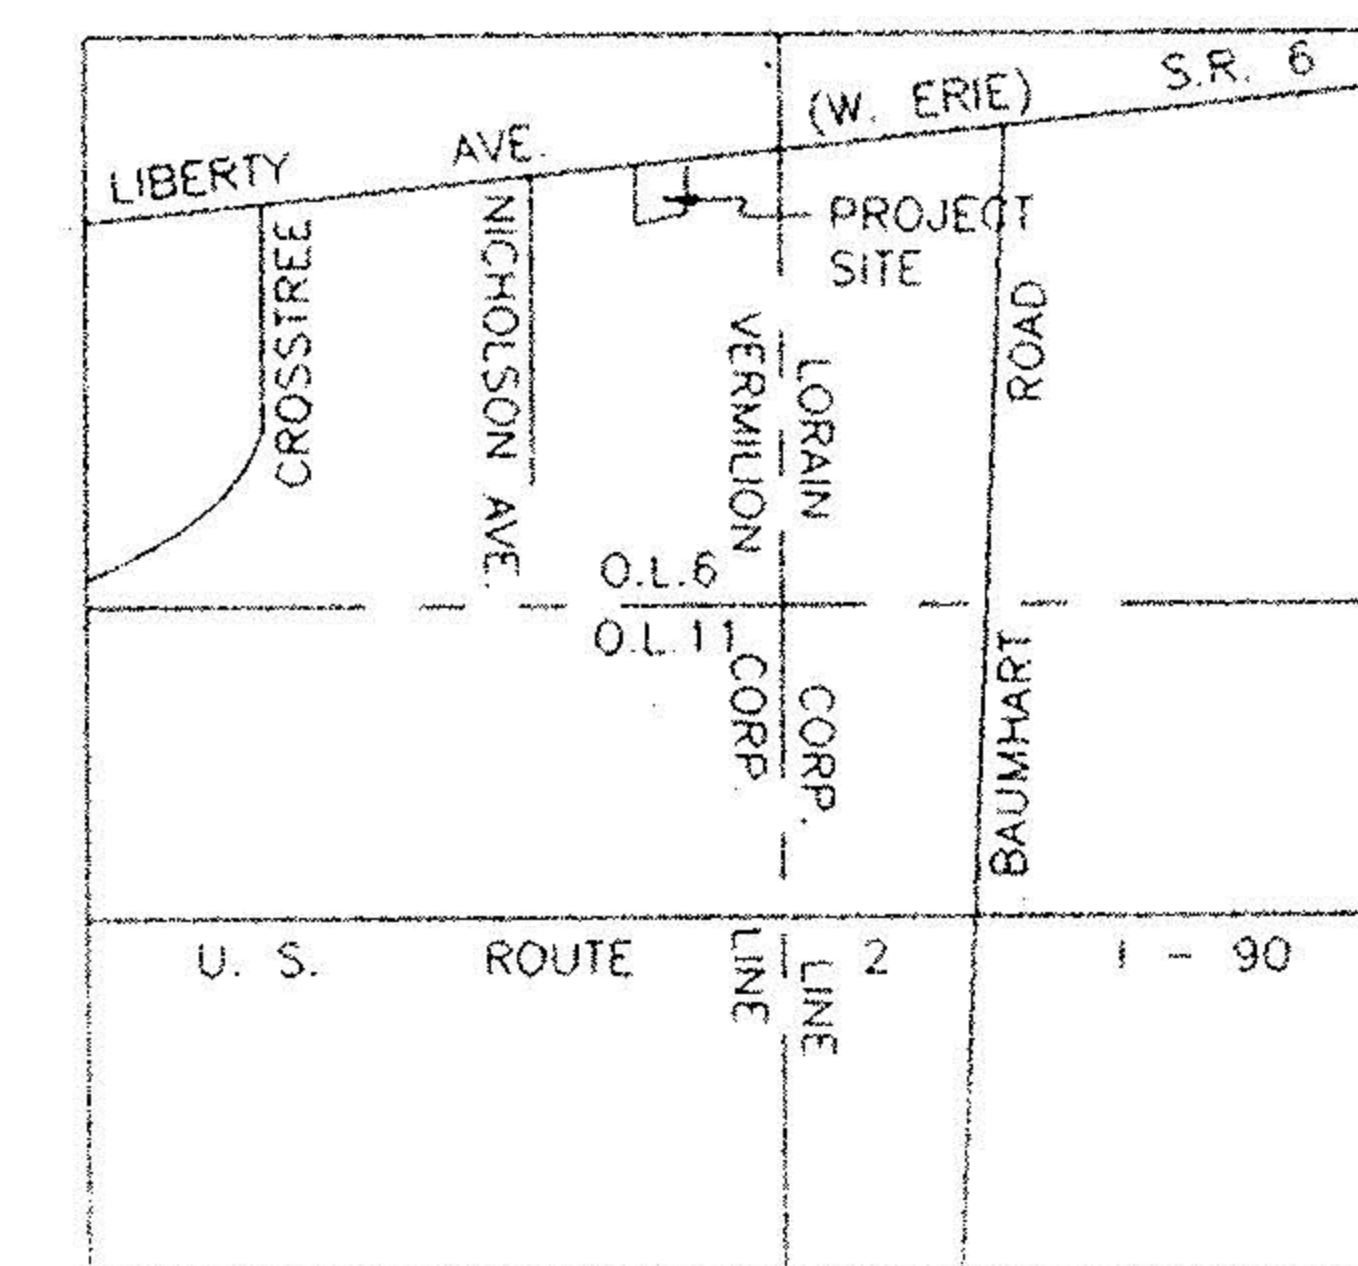 S.R. 6
(W. ERIE)
LIBERTY AVE.
PROJECT
SITE
CROSSTREE
NICHOLSON AVE.
VERMILION CORP. LINE
LORAIN CORP. LINE
BAUMHART ROAD
O.L.6
O.L.11
U. S. ROUTE 2 I - 90